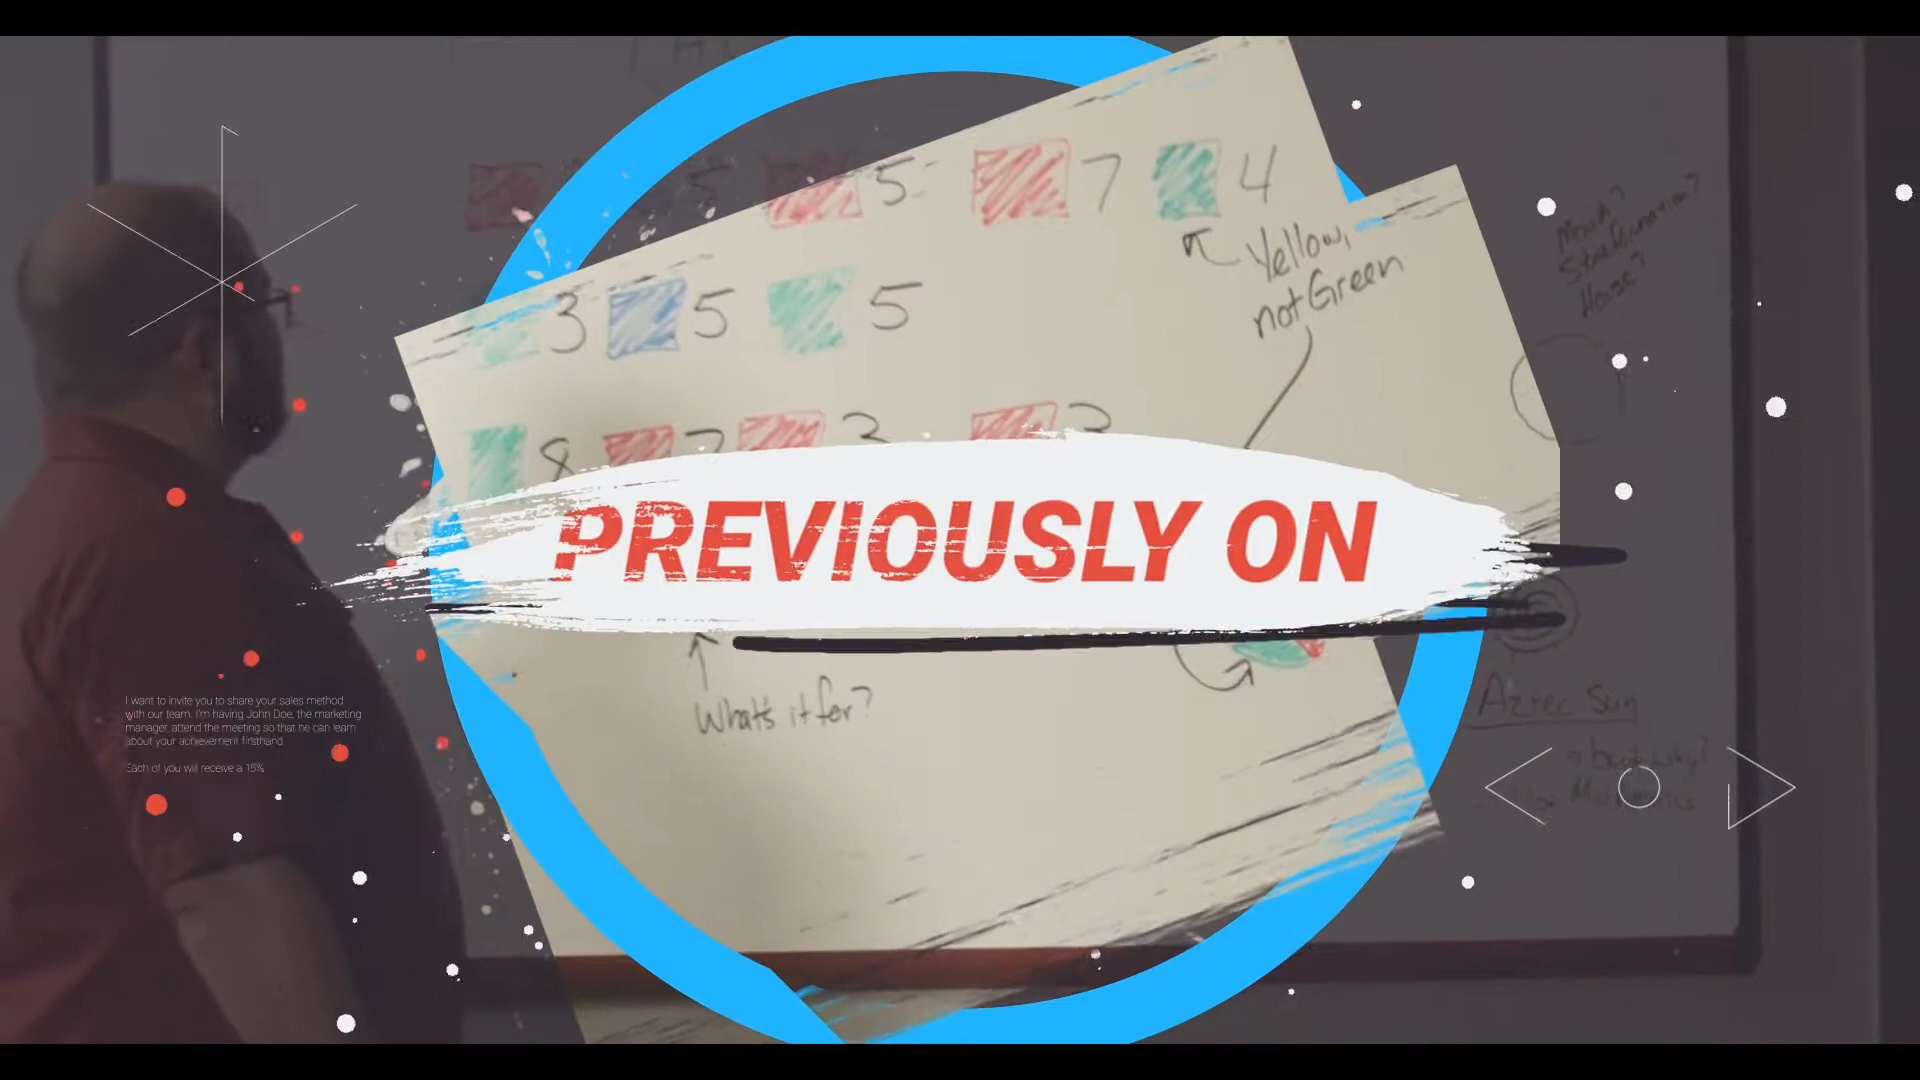 5 7 4
Yellow,
not Green
3 5 5
8 7 3 3
PREVIOUSLY ON
What's it for?
Aztec Sun
I want to invite you to share your sales method
with our team. I'm having John Doe, the marketing
manager, attend the meeting so that he can learn
about your achievement firsthand
Each of you will receive a 15%